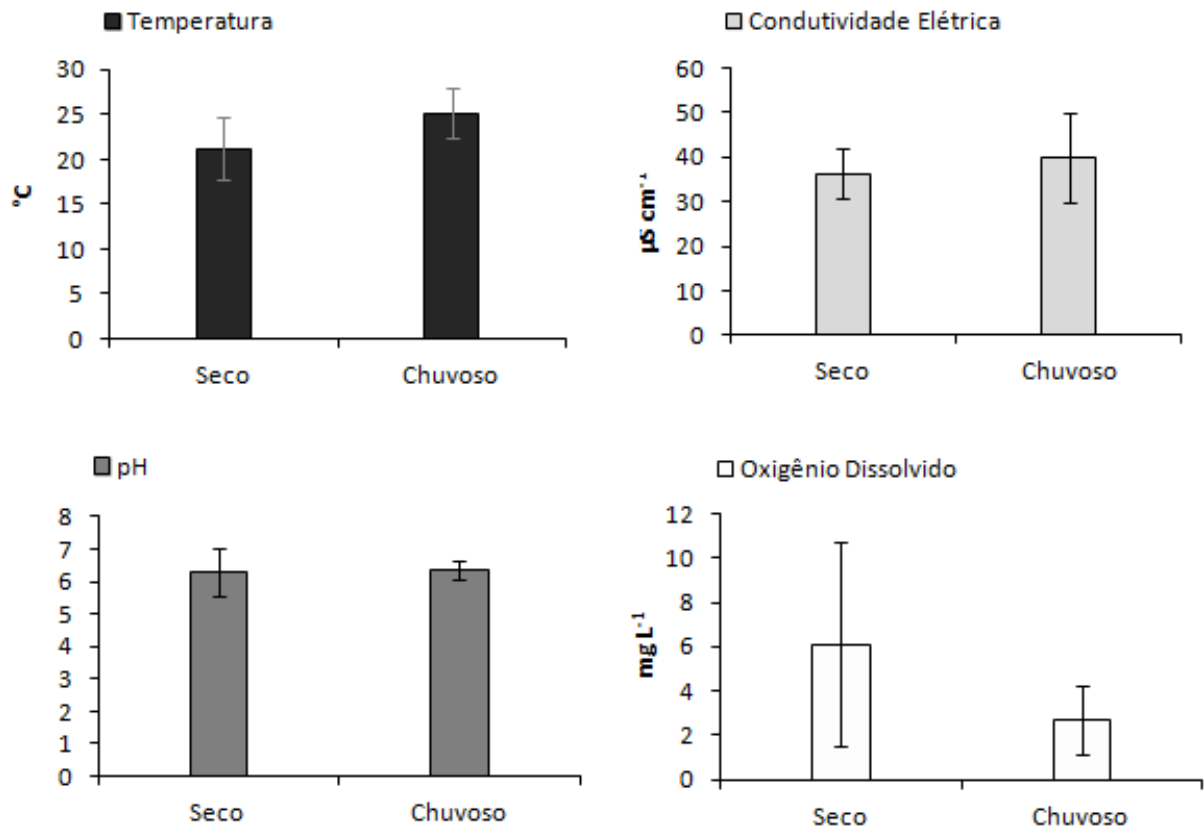 Temperatura
30
25
20
15
10
5
0
°C
Seco
Chuvoso
Condutividade Elétrica
60
50
40
30
20
10
0
µS cm⁻¹
Seco
Chuvoso
pH
8
7
6
5
4
3
2
1
0
Seco
Chuvoso
Oxigênio Dissolvido
12
10
8
6
4
2
0
mg L⁻¹
Seco
Chuvoso